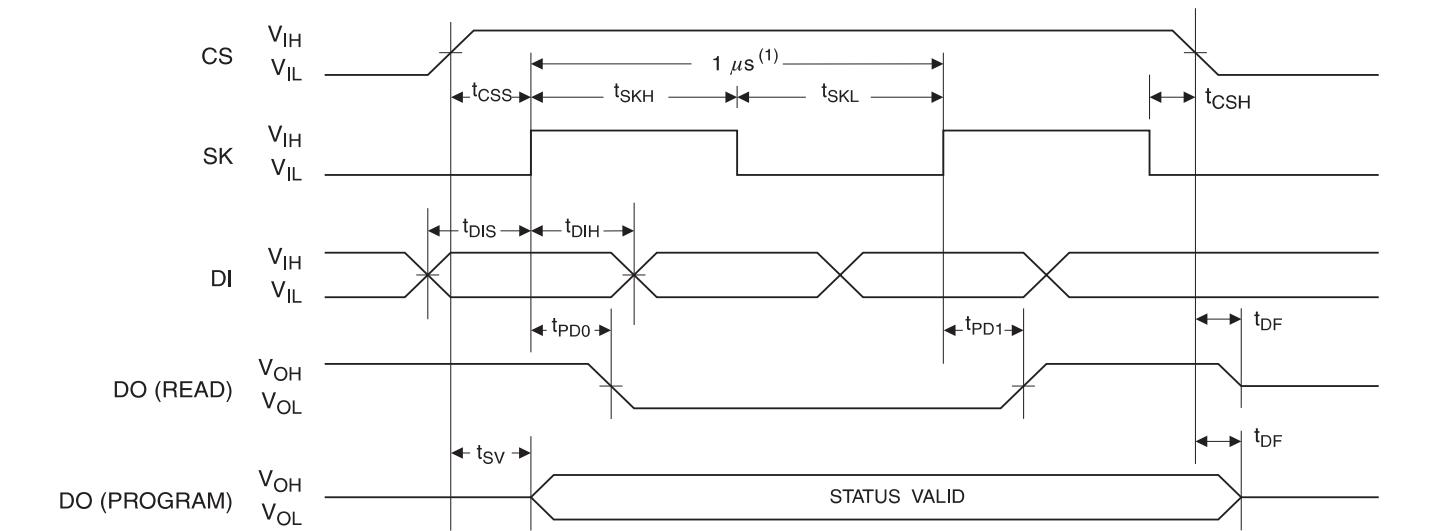 CS
VIH
VIL
1 μs (1)
tCSS
tSKH
tSKL
tCSH
SK
VIH
VIL
tDIS
tDIH
DI
VIH
VIL
tPD0
tPD1
tDF
DO (READ)
VOH
VOL
tSV
tDF
DO (PROGRAM)
VOH
VOL
STATUS VALID